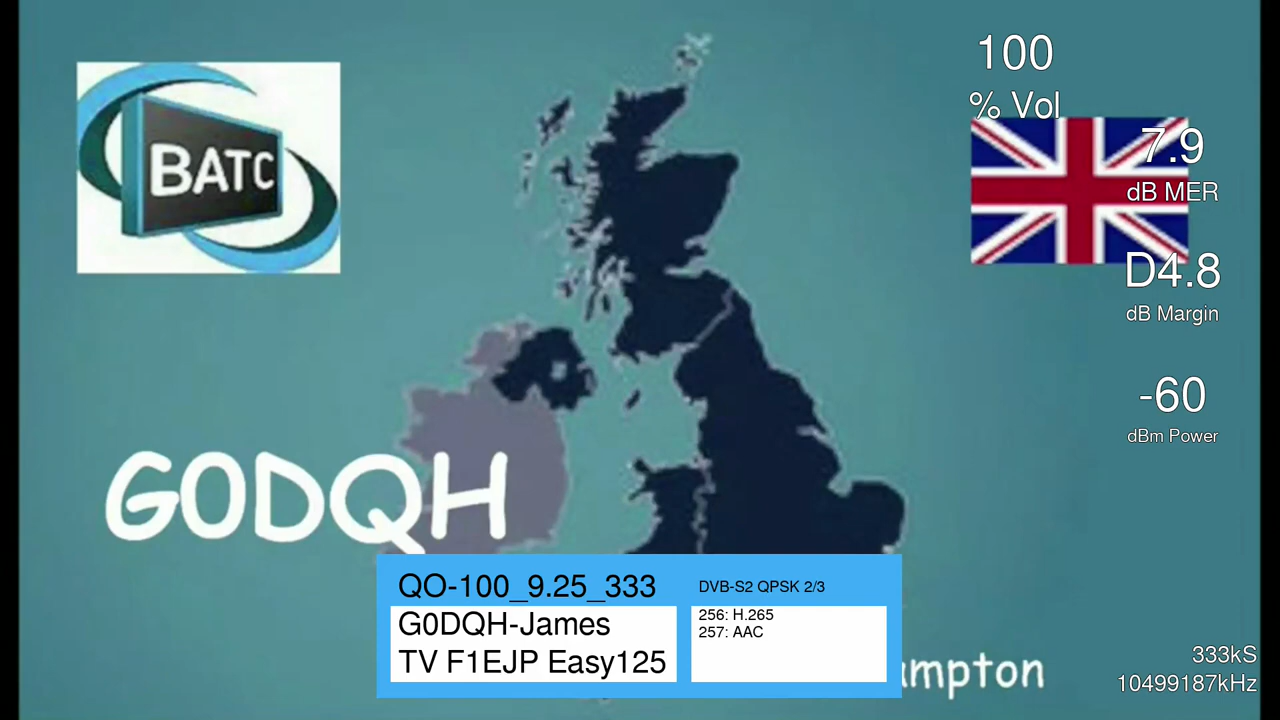 100
% Vol
BATC
7.9
dB MER
D4.8
dB Margin
-60
dBm Power
G0DQH
QO-100_9.25_333
DVB-S2 QPSK 2/3
G0DQH-James
TV F1EJP Easy125
256: H.265
257: AAC
ampton
333kS
10499187kHz